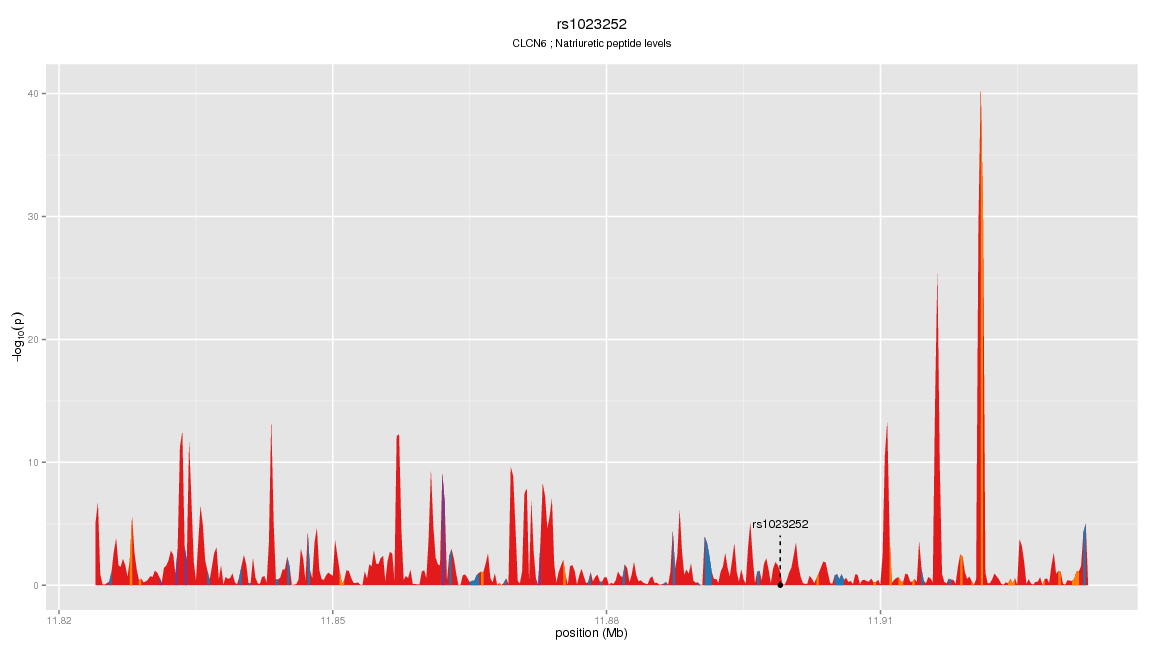 rs1023252
CLCN6 ; Natriuretic peptide levels
40
30
20
10
0
−log10(p)
rs1023252
11.82
11.85
11.88
11.91
position (Mb)